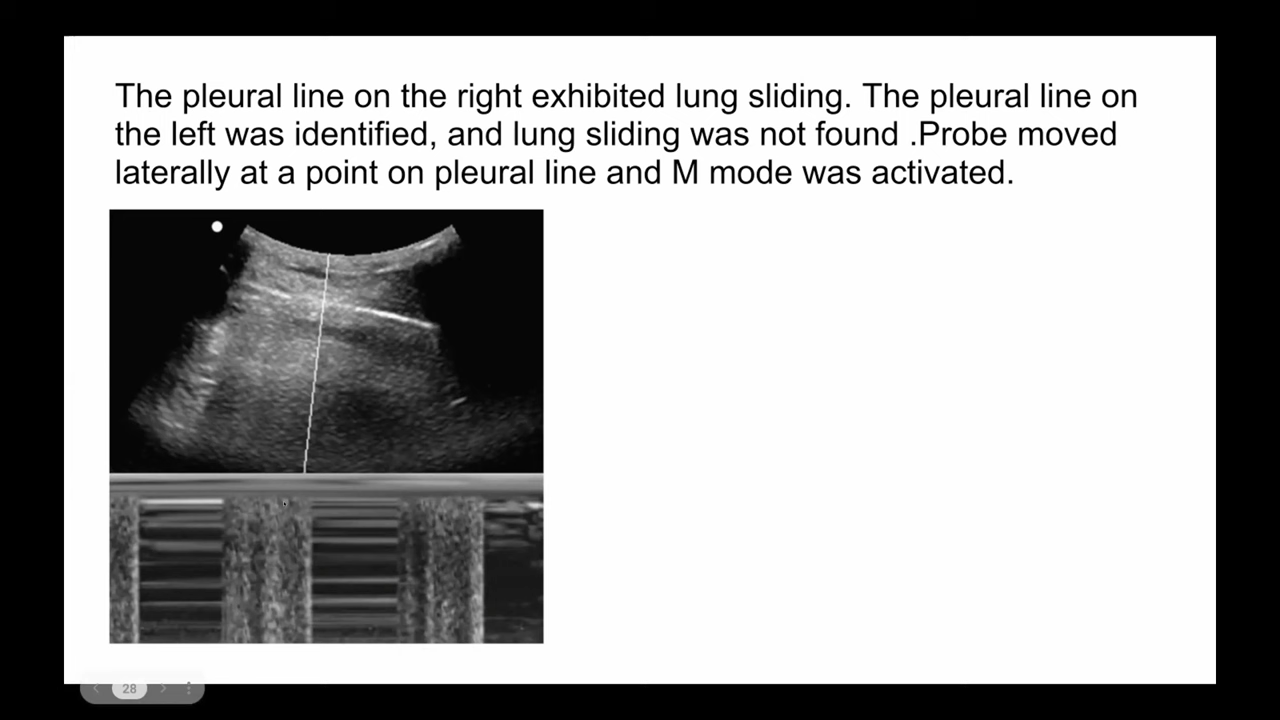 The pleural line on the right exhibited lung sliding. The pleural line on
the left was identified, and lung sliding was not found .Probe moved
laterally at a point on pleural line and M mode was activated.
28